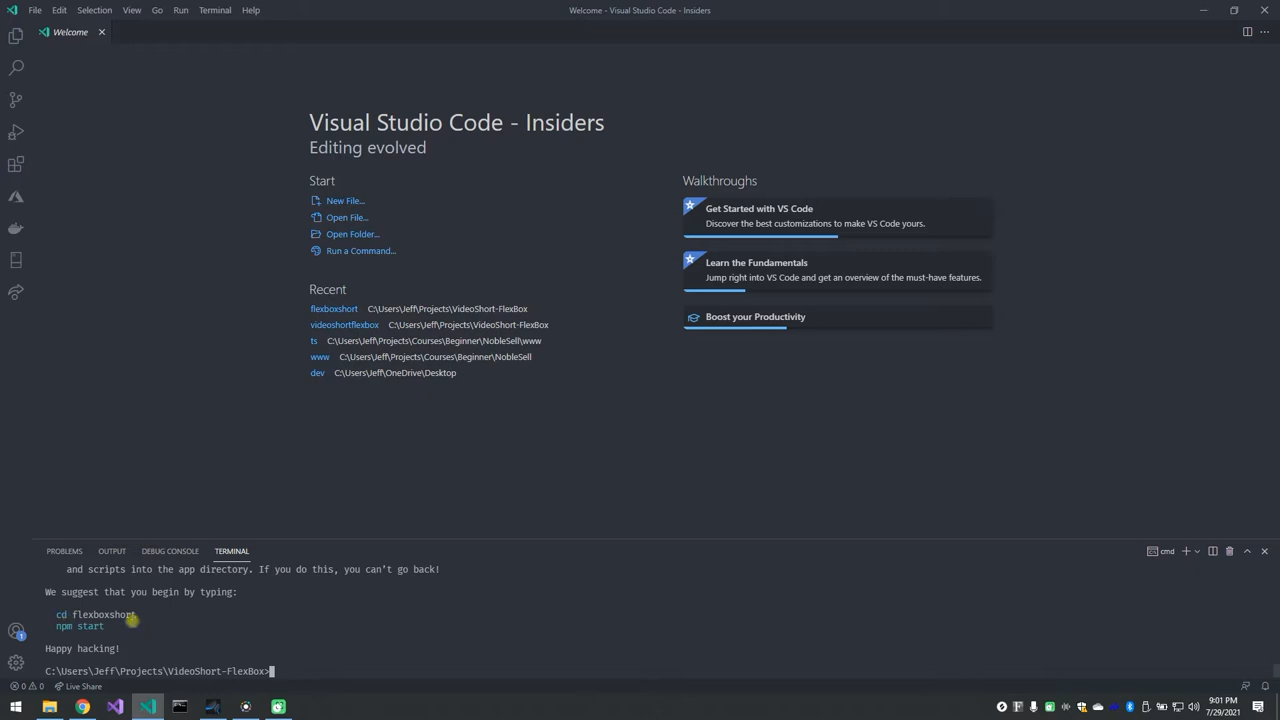 File Edit Selection View Go Run Terminal Help
Welcome - Visual Studio Code - Insiders
Welcome
Visual Studio Code - Insiders
Editing evolved
Start
New File...
Open File...
Open Folder...
Run a Command...
Recent
flexboxshort C:\Users\Jeff\Projects\VideoShort-FlexBox
videoshortflexbox C:\Users\Jeff\Projects\VideoShort-FlexBox
ts C:\Users\Jeff\Projects\Courses\Beginner\NobleSell\www
www C:\Users\Jeff\Projects\Courses\Beginner\NobleSell
dev C:\Users\Jeff\OneDrive\Desktop
Walkthroughs
Get Started with VS Code
Discover the best customizations to make VS Code yours.
Learn the Fundamentals
Jump right into VS Code and get an overview of the must-have features.
Boost your Productivity
PROBLEMS OUTPUT DEBUG CONSOLE TERMINAL
cmd
and scripts into the app directory. If you do this, you can’t go back!
We suggest that you begin by typing:
cd flexboxshort
npm start
Happy hacking!
C:\Users\Jeff\Projects\VideoShort-FlexBox>
1
0 0 Live Share
9:01 PM
7/29/2021